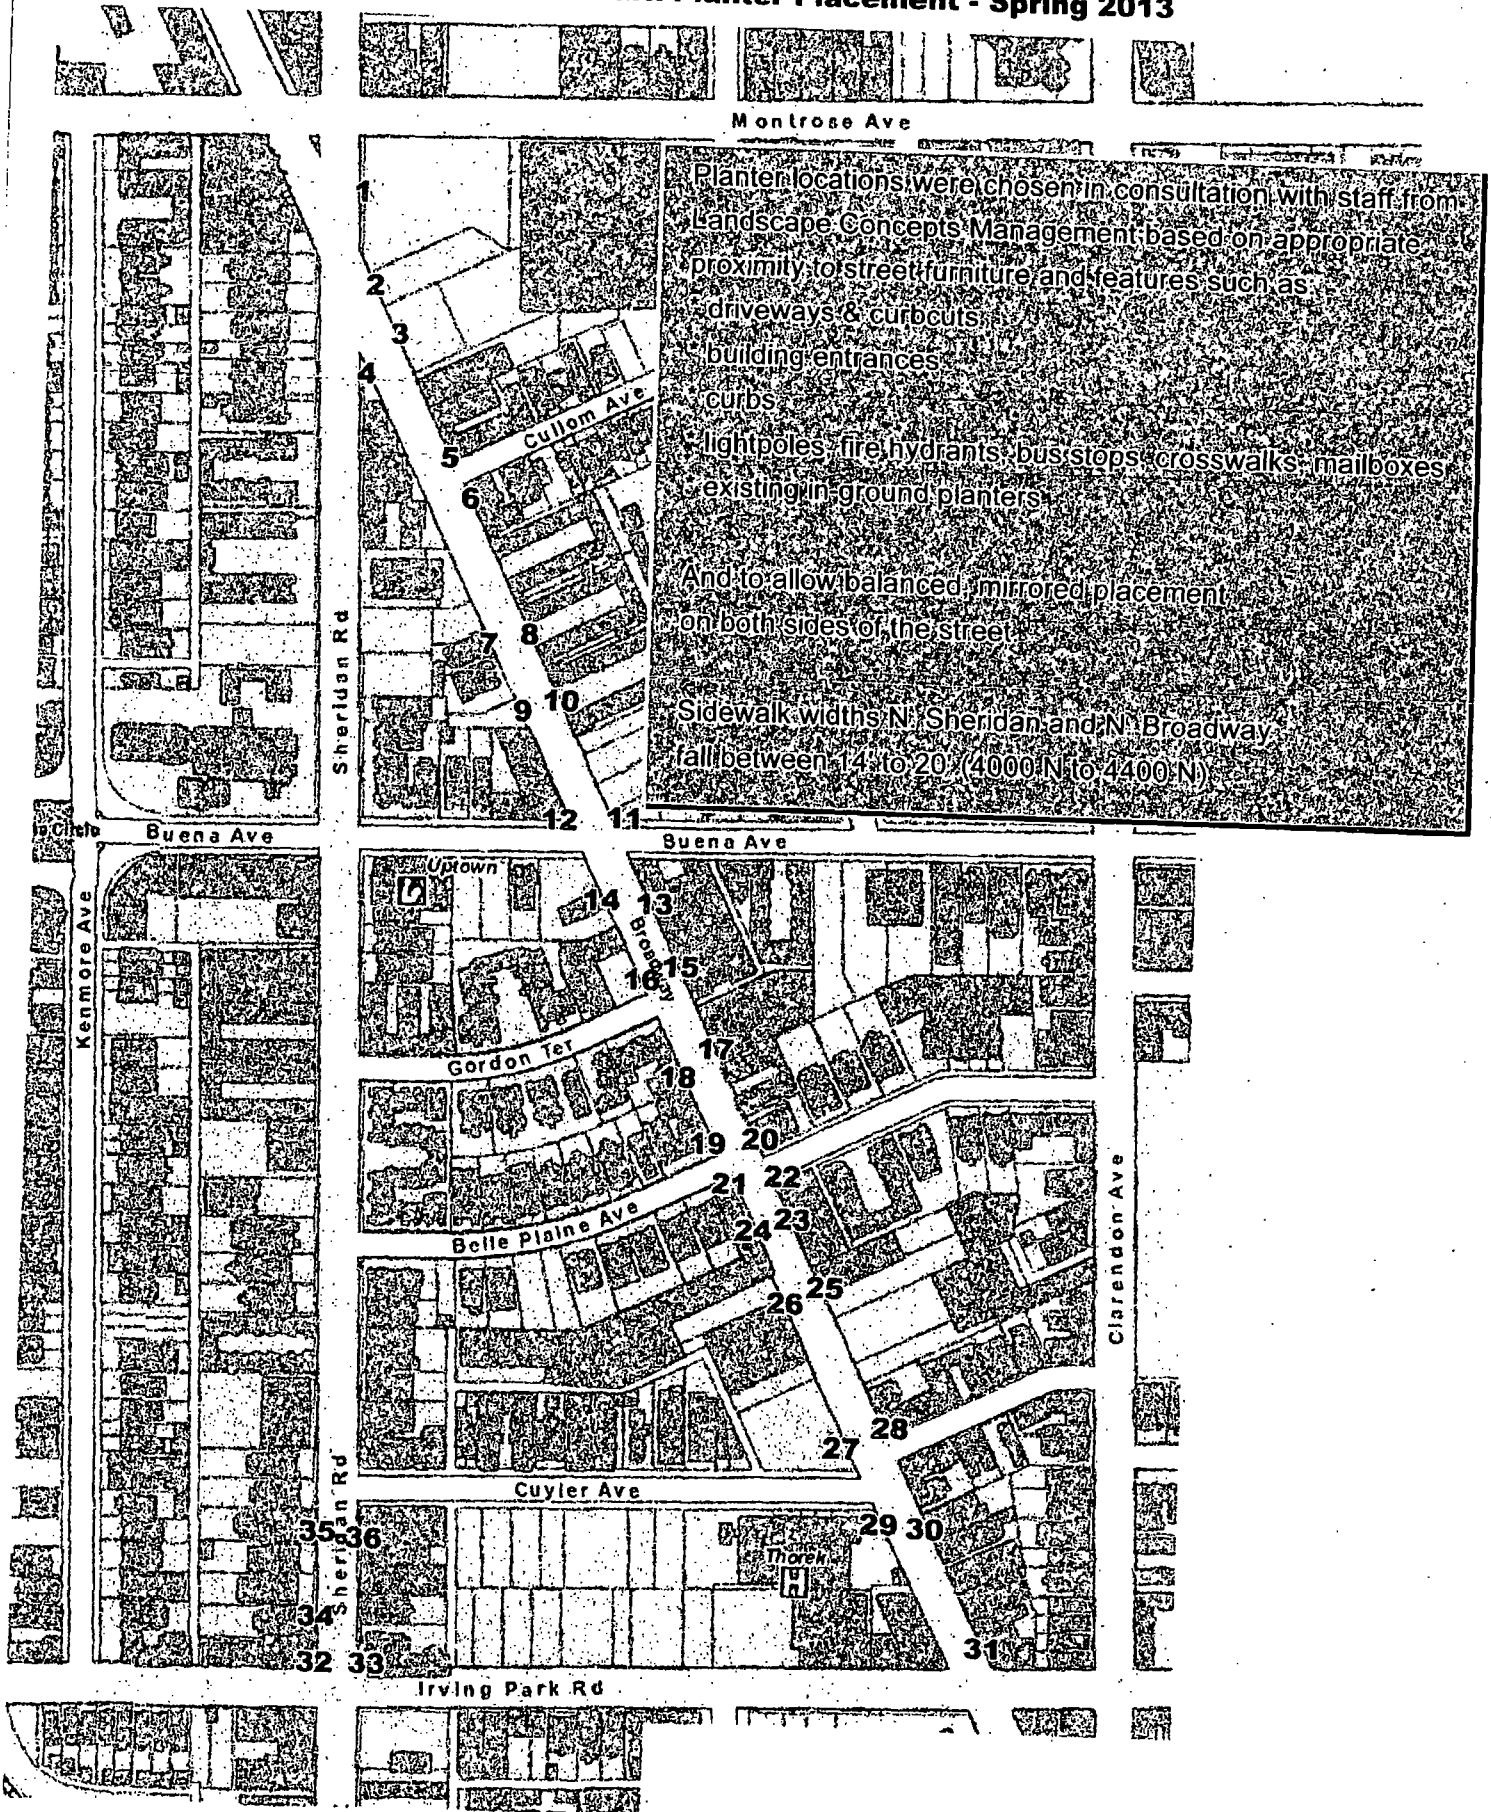 Planter Placement - Spring 2013
Montrose Ave
Planter locations were chosen in consultation with staff from
Landscape Concepts Management based on appropriate
proximity to street furniture and features such as
driveways & curbcuts
building entrances
curbs
lightpoles, fire hydrants, bus stops, crosswalks, mailboxes
existing in-ground planters
And to allow balanced, mirrored placement
on both sides of the street
Sidewalk widths N. Sheridan and N. Broadway
fall between 14' to 20' (4000 N to 4400 N)
1
2
3
4
Cullom Ave
5
6
Sheridan Rd
7
8
9
10
12
11
Buena Ave
Buena Ave
Uptown
Kenmore Ave
14
13
Broadway
15
16
Gordon Ter
17
18
19
20
21
22
Belle Plaine Ave
23
24
Clarendon Ave
25
26
27
28
Sheridan Rd
Cuyler Ave
35
36
29
30
Thorek
H
34
32
33
31
Irving Park Rd